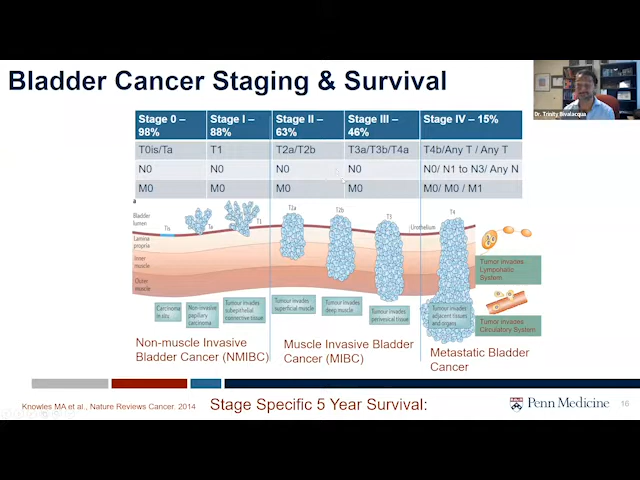 Bladder Cancer Staging & Survival
Dr. Trinity Bivalacqua
Stage 0 – 98%
Stage I – 88%
Stage II – 63%
Stage III – 46%
Stage IV – 15%
T0is/Ta
T1
T2a/T2b
T3a/T3b/T4a
T4b/Any T / Any T
N0
N0
N0
N0
N0/ N1 to N3/ Any N
M0
M0
M0
M0
M0/ M0 / M1
a
Bladder
lumen
Lamina
propria
Inner
muscle
Outer
muscle
Tis
Ta
T1
T2a
T2b
T3
Urothelium
T4
Carcinoma
in situ
Non-invasive
papillary
carcinoma
Tumour invades
subepithelial
connective tissue
Tumour invades
superficial muscle
Tumour invades
deep muscle
Tumour invades
perivesical tissue
Tumour invades
adjacent tissues
and organs
Tumor invades
Lymphatic
System
Tumor invades
Circulatory System
Non-muscle Invasive
Bladder Cancer (NMIBC)
Muscle Invasive Bladder
Cancer (MIBC)
Metastatic Bladder
Cancer
Knowles MA et al., Nature Reviews Cancer. 2014
Stage Specific 5 Year Survival:
Penn Medicine
16